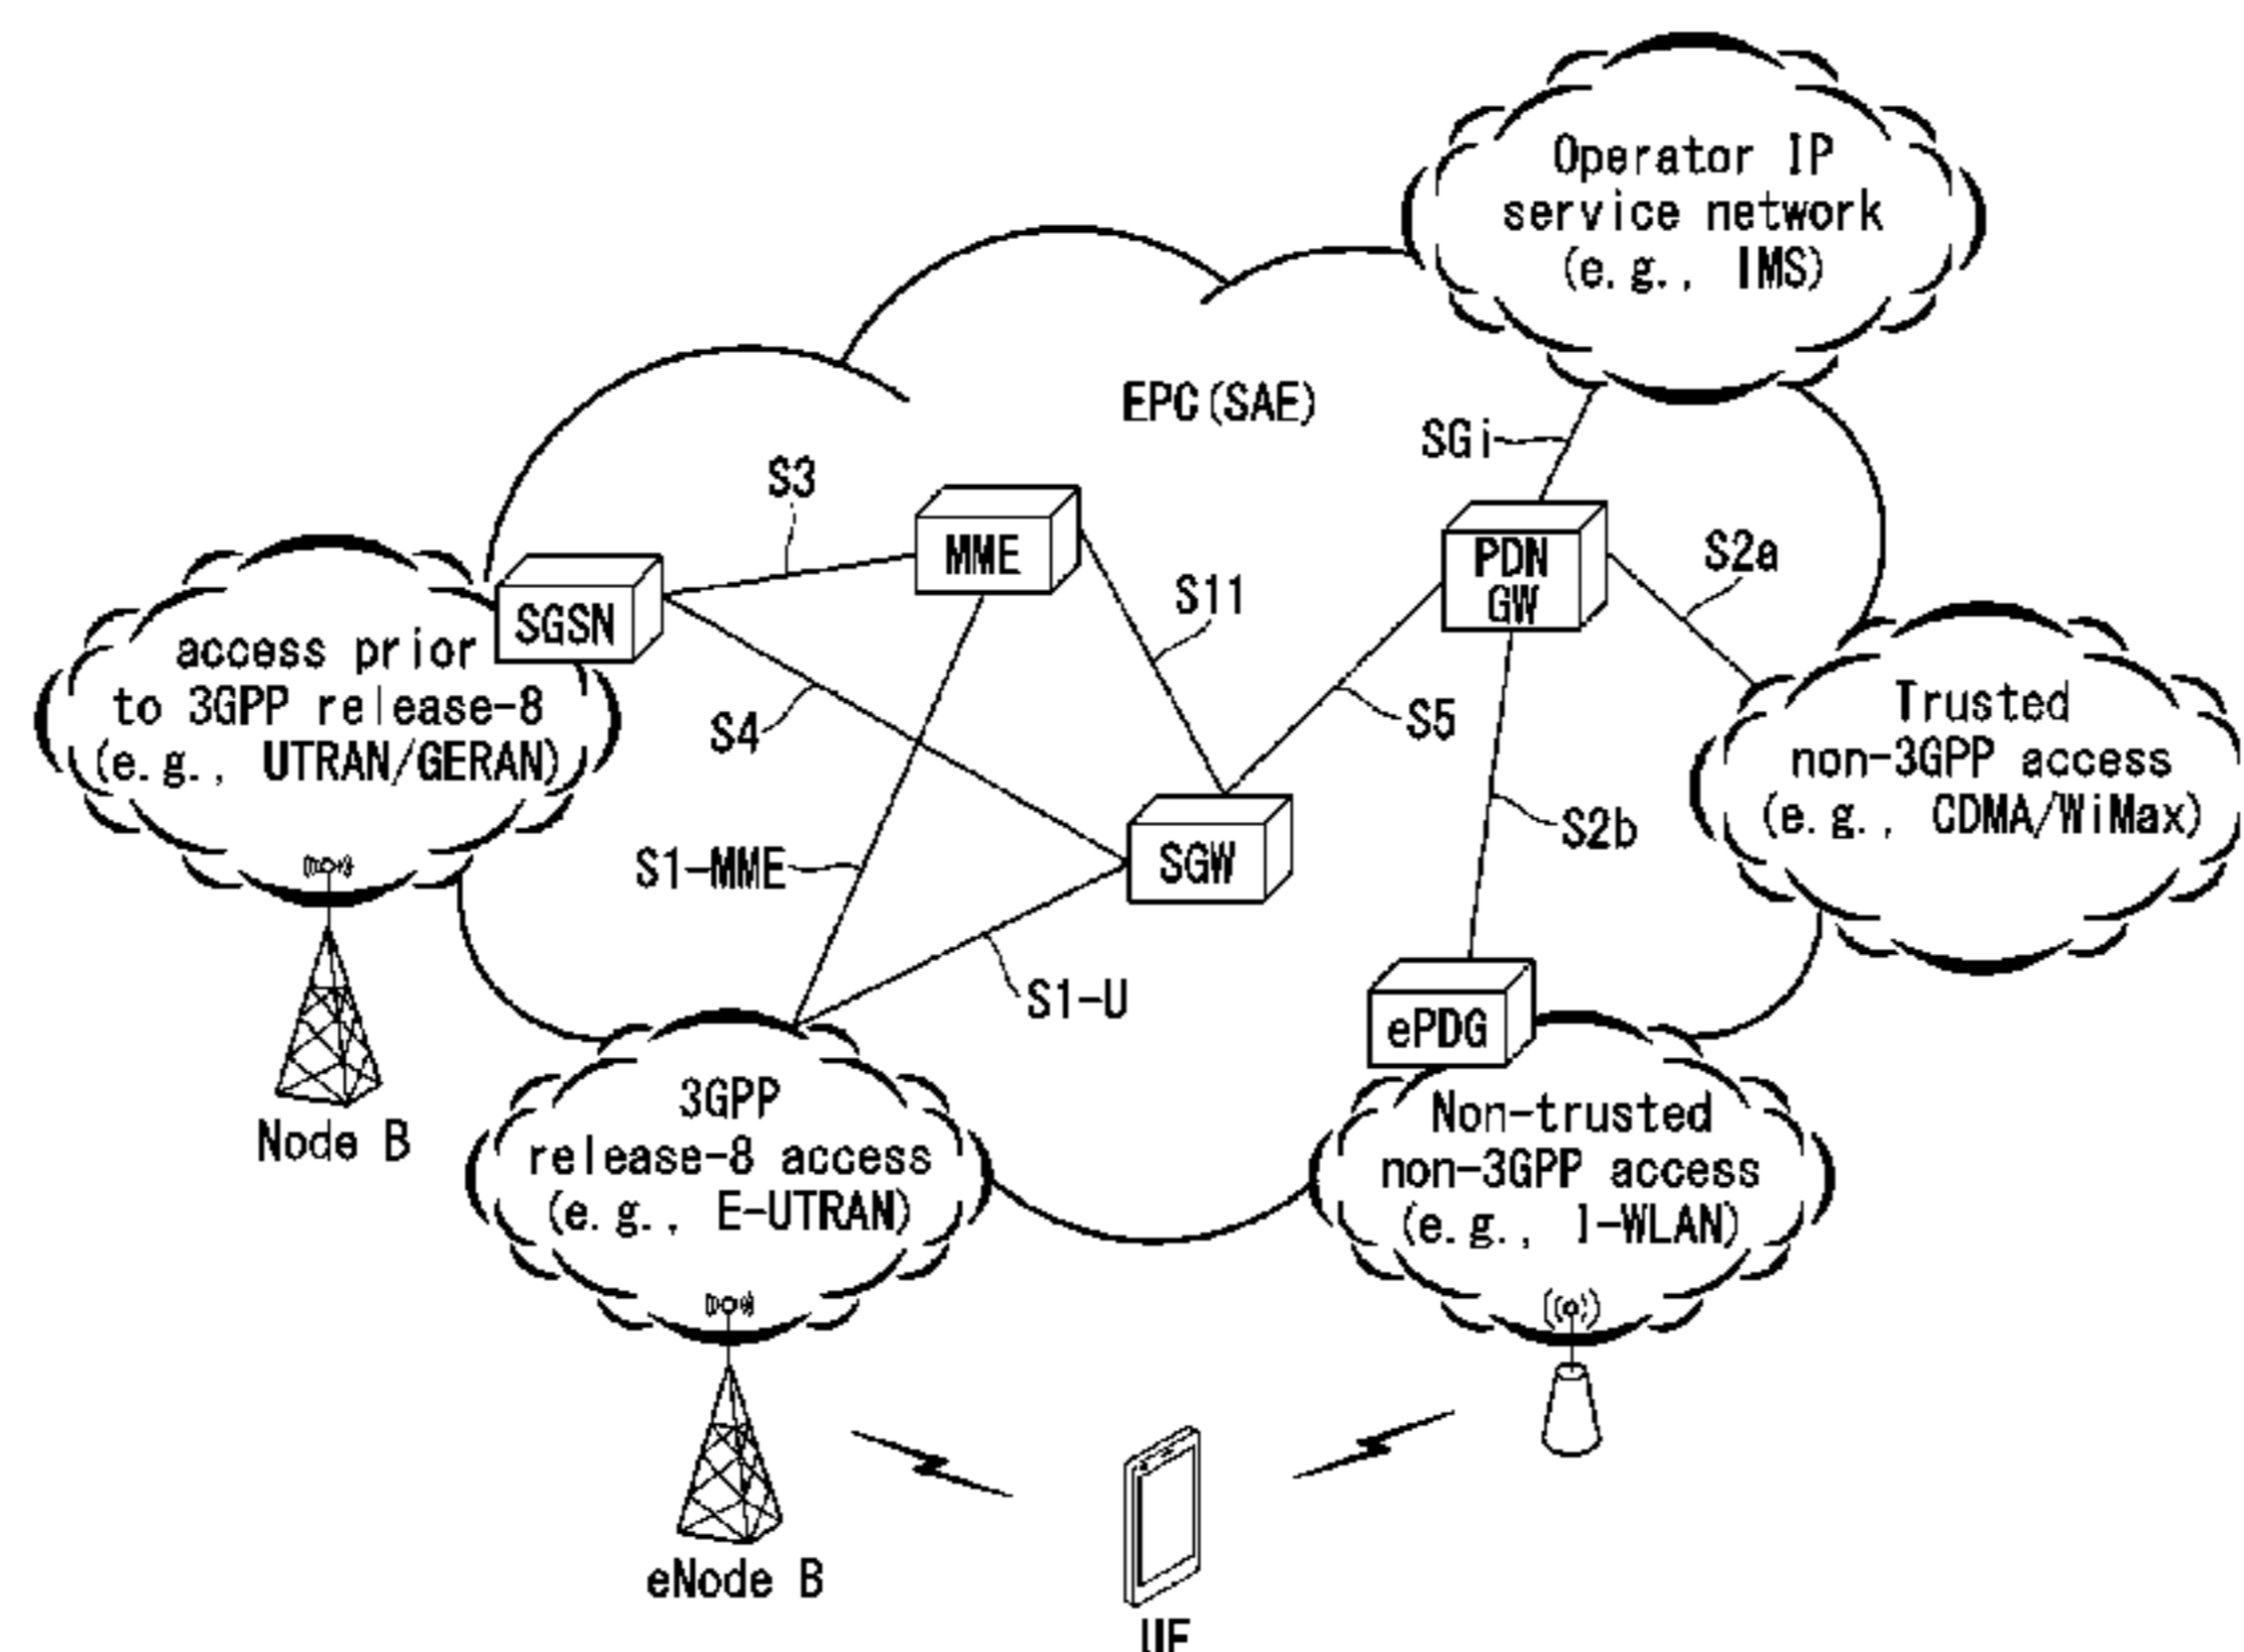 Operator IP
service network
(e.g., IMS)
EPC(SAE)
SGi
S3
MME
PDN
GW
S2a
SGSN
S11
access prior
to 3GPP release-8
(e.g., UTRAN/GERAN)
S4
S5
Trusted
non-3GPP access
(e.g., CDMA/WiMax)
S2b
S1-MME
SGW
S1-U
ePDG
Node B
3GPP
release-8 access
(e.g., E-UTRAN)
Non-trusted
non-3GPP access
(e.g., I-WLAN)
eNode B
UE